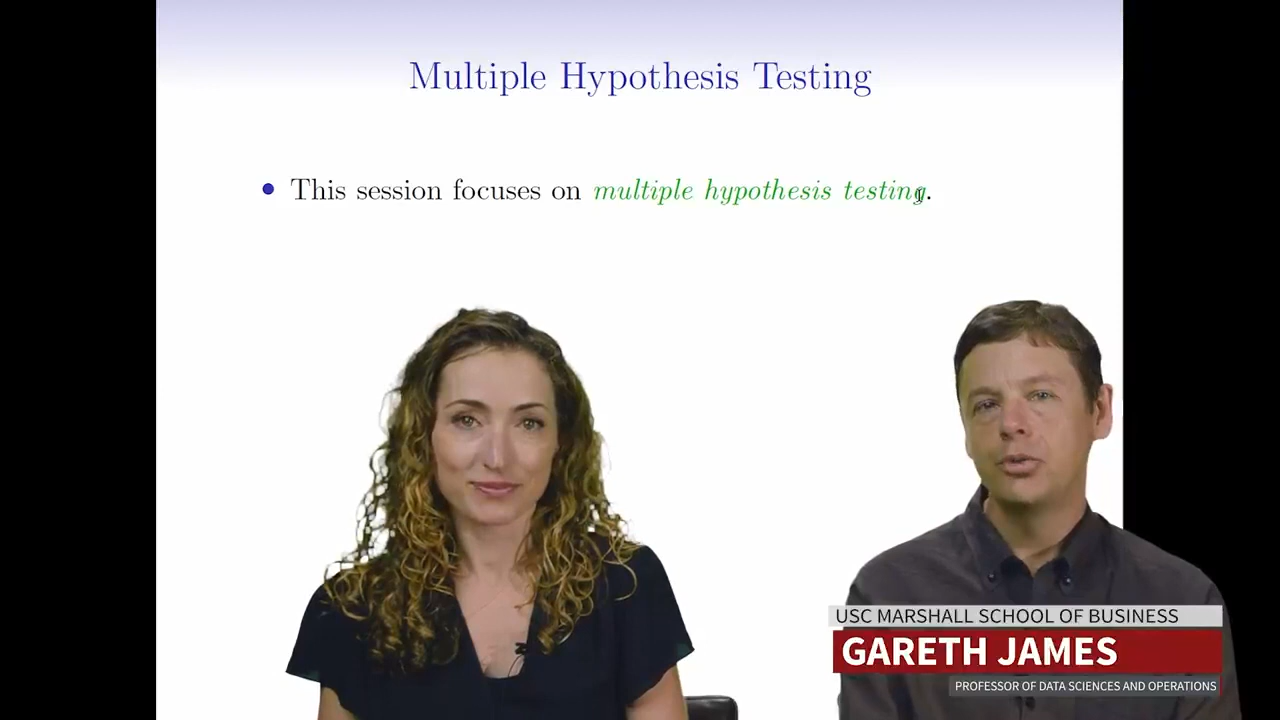 Multiple Hypothesis Testing
• This session focuses on multiple hypothesis testing.
USC MARSHALL SCHOOL OF BUSINESS
GARETH JAMES
PROFESSOR OF DATA SCIENCES AND OPERATIONS